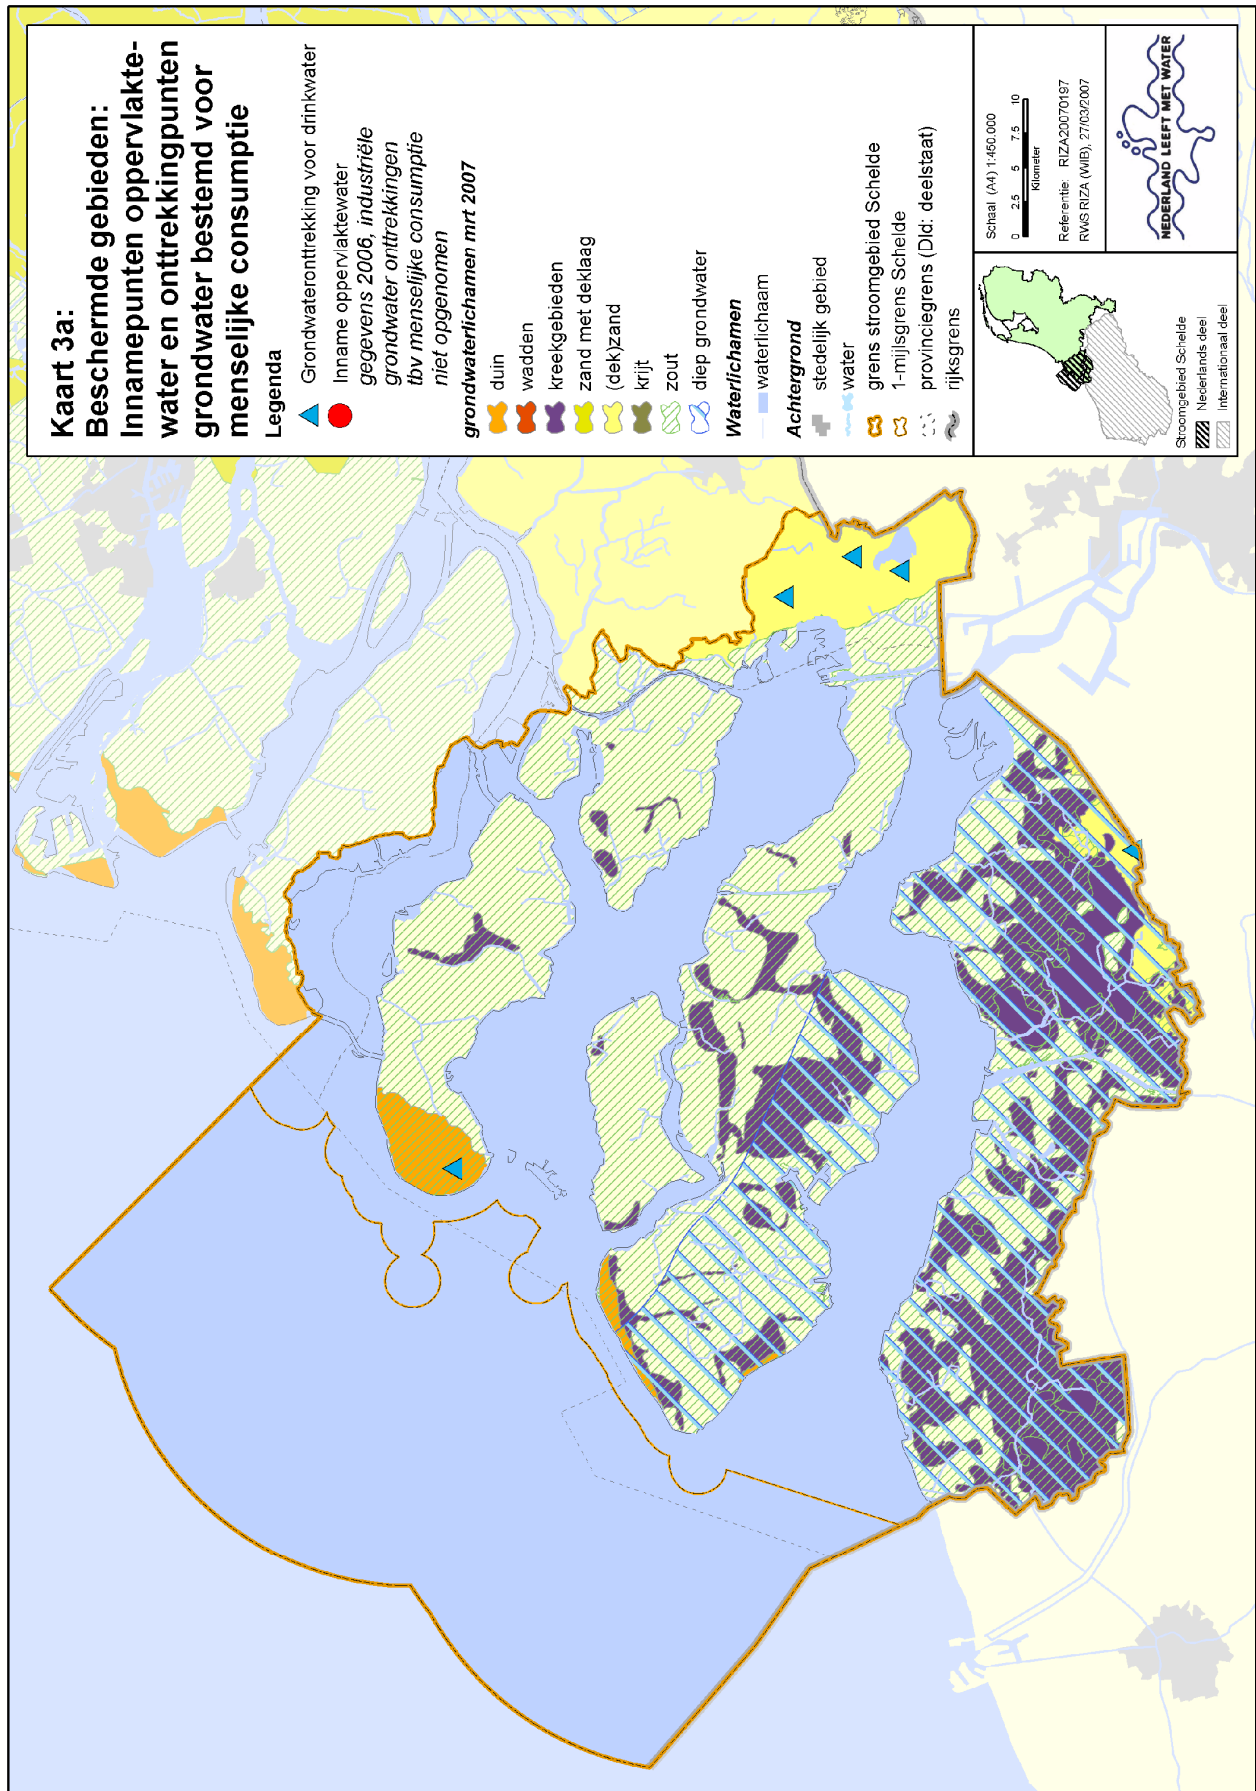 Kaart 3a:
Beschermde gebieden:
Innamepunten oppervlakte-
water en onttrekkingpunten
grondwater bestemd voor
menselijke consumptie
Legenda
Grondwateronttrekking voor drinkwater
Inname oppervlaktewater
gegevens 2006, industriële
grondwater onttrekkingen
tbv menselijke consumptie
niet opgenomen
grondwaterlichamen mrt 2007
duin
wadden
kreekgebieden
zand met deklaag
(dek)zand
krijt
zout
diep grondwater
Waterlichamen
waterlichaam
Achtergrond
stedelijk gebied
water
grens stroomgebied Schelde
1-mijlsgrens Schelde
provinciegrens (Dld: deelstaat)
rijksgrens
Stroomgebied Schelde
Nederlands deel
Internationaal deel
Schaal (A4) 1:450.000
0 2.5 5 7.5 10
Kilometer
Referentie: RIZA20070197
RWS RIZA (WIB), 27/03/2007
NEDERLAND LEEFT MET WATER